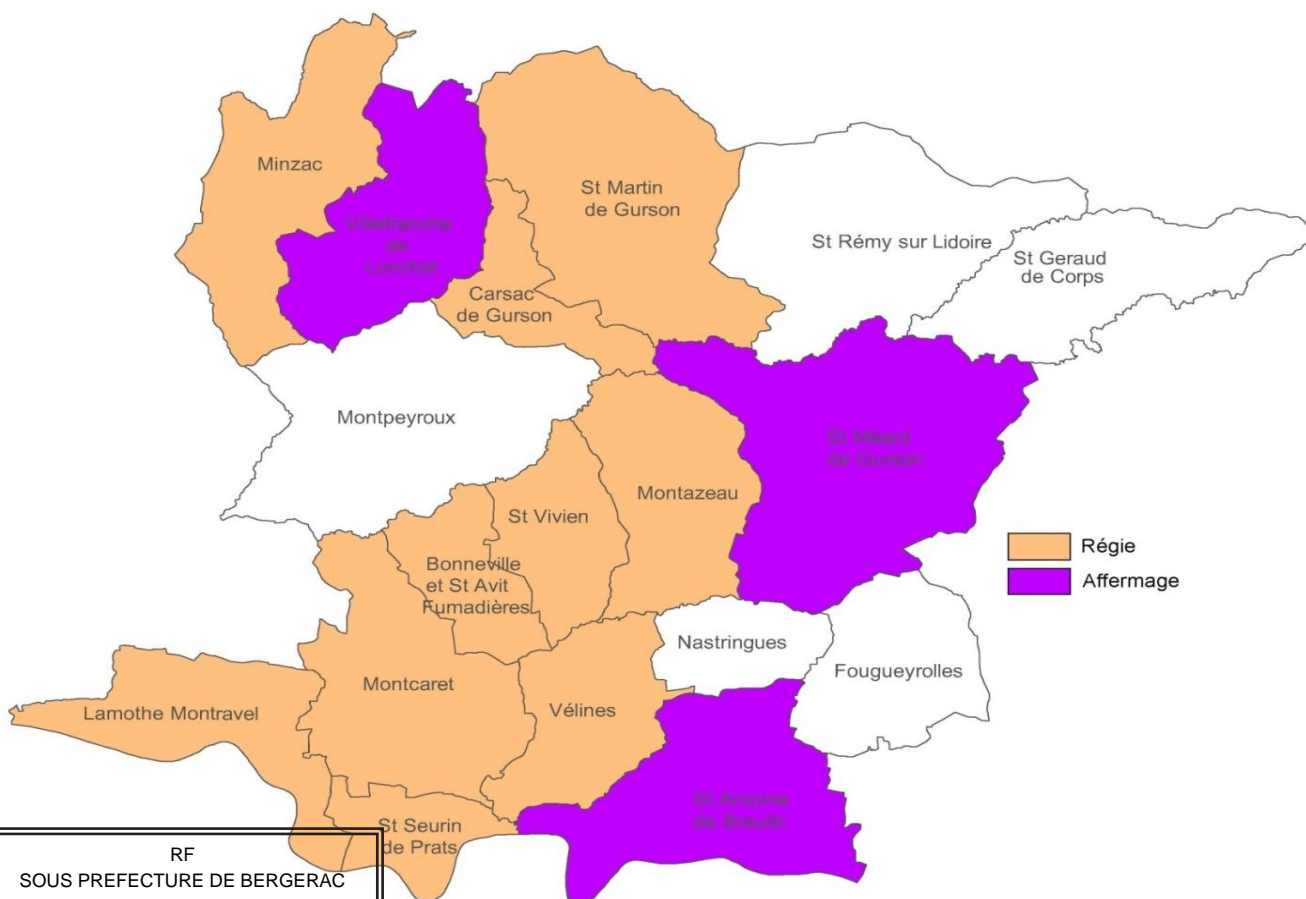 Minzac
St Martin
de Gurson
Villefranche
de
Lonchat
St Rémy sur Lidoire
St Geraud
de Corps
Carsac
de Gurson
Montpeyroux
St Méard
de Gurson
Montazeau
St Vivien
Régie
Bonneville
et St Avit
Fumadières
Affermage
Nastringues
Fougueyrolles
Montcaret
Vélines
Lamothe Montravel
St Antoine
de Breuilh
St Seurin
de Prats
RF
SOUS PREFECTURE DE BERGERAC